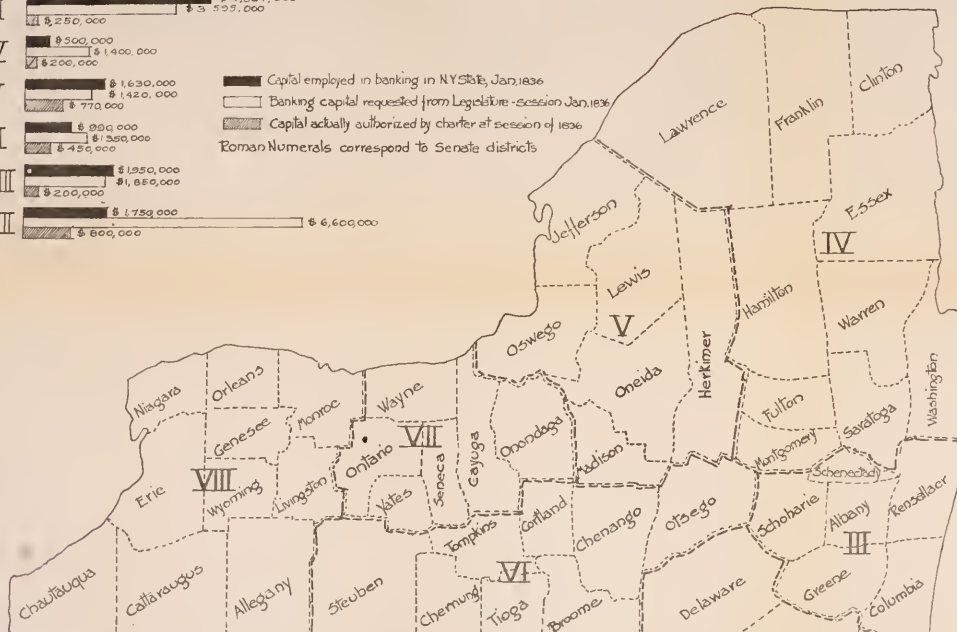 $ 3 595,000
$ 250,000
$ 500,000
$ 1,400,000
$ 200,000
$ 1,630,000
$ 1,420,000
$ 770,000
$ 990,000
$ 1350,000
$ 450,000
$ 1,950,000
$ 1,850,000
$ 200,000
$ 1,750,000
$ 6,600,000
$ 800,000
Capital employed in banking in N.Y State, Jan, 1836
Banking capital requested from Legislature - session Jan. 1836
Capital actually authorized by charter at session of 1836
Roman Numerals correspond to Senate districts
Lawrence
Franklin
Clinton
Jefferson
Essex
IV
Lewis
Hamilton
Warren
Oswego
V
Oneida
Herkimer
Washington
Niagara
Orleans
Monroe
Wayne
Fulton
Saratoga
Genesee
Ontario
VII
Seneca
Cayuga
Onondaga
Madison
Montgomery
Schenectady
Erie
VIII
Wyoming
Livingston
Yates
Tompkins
Cortland
Chenango
Otsego
Schoharie
Albany
Rensellaer
III
Chautauqua
Cattaraugus
Allegany
Steuben
Chemung
VI
Tioga
Broome
Delaware
Greene
Columbia